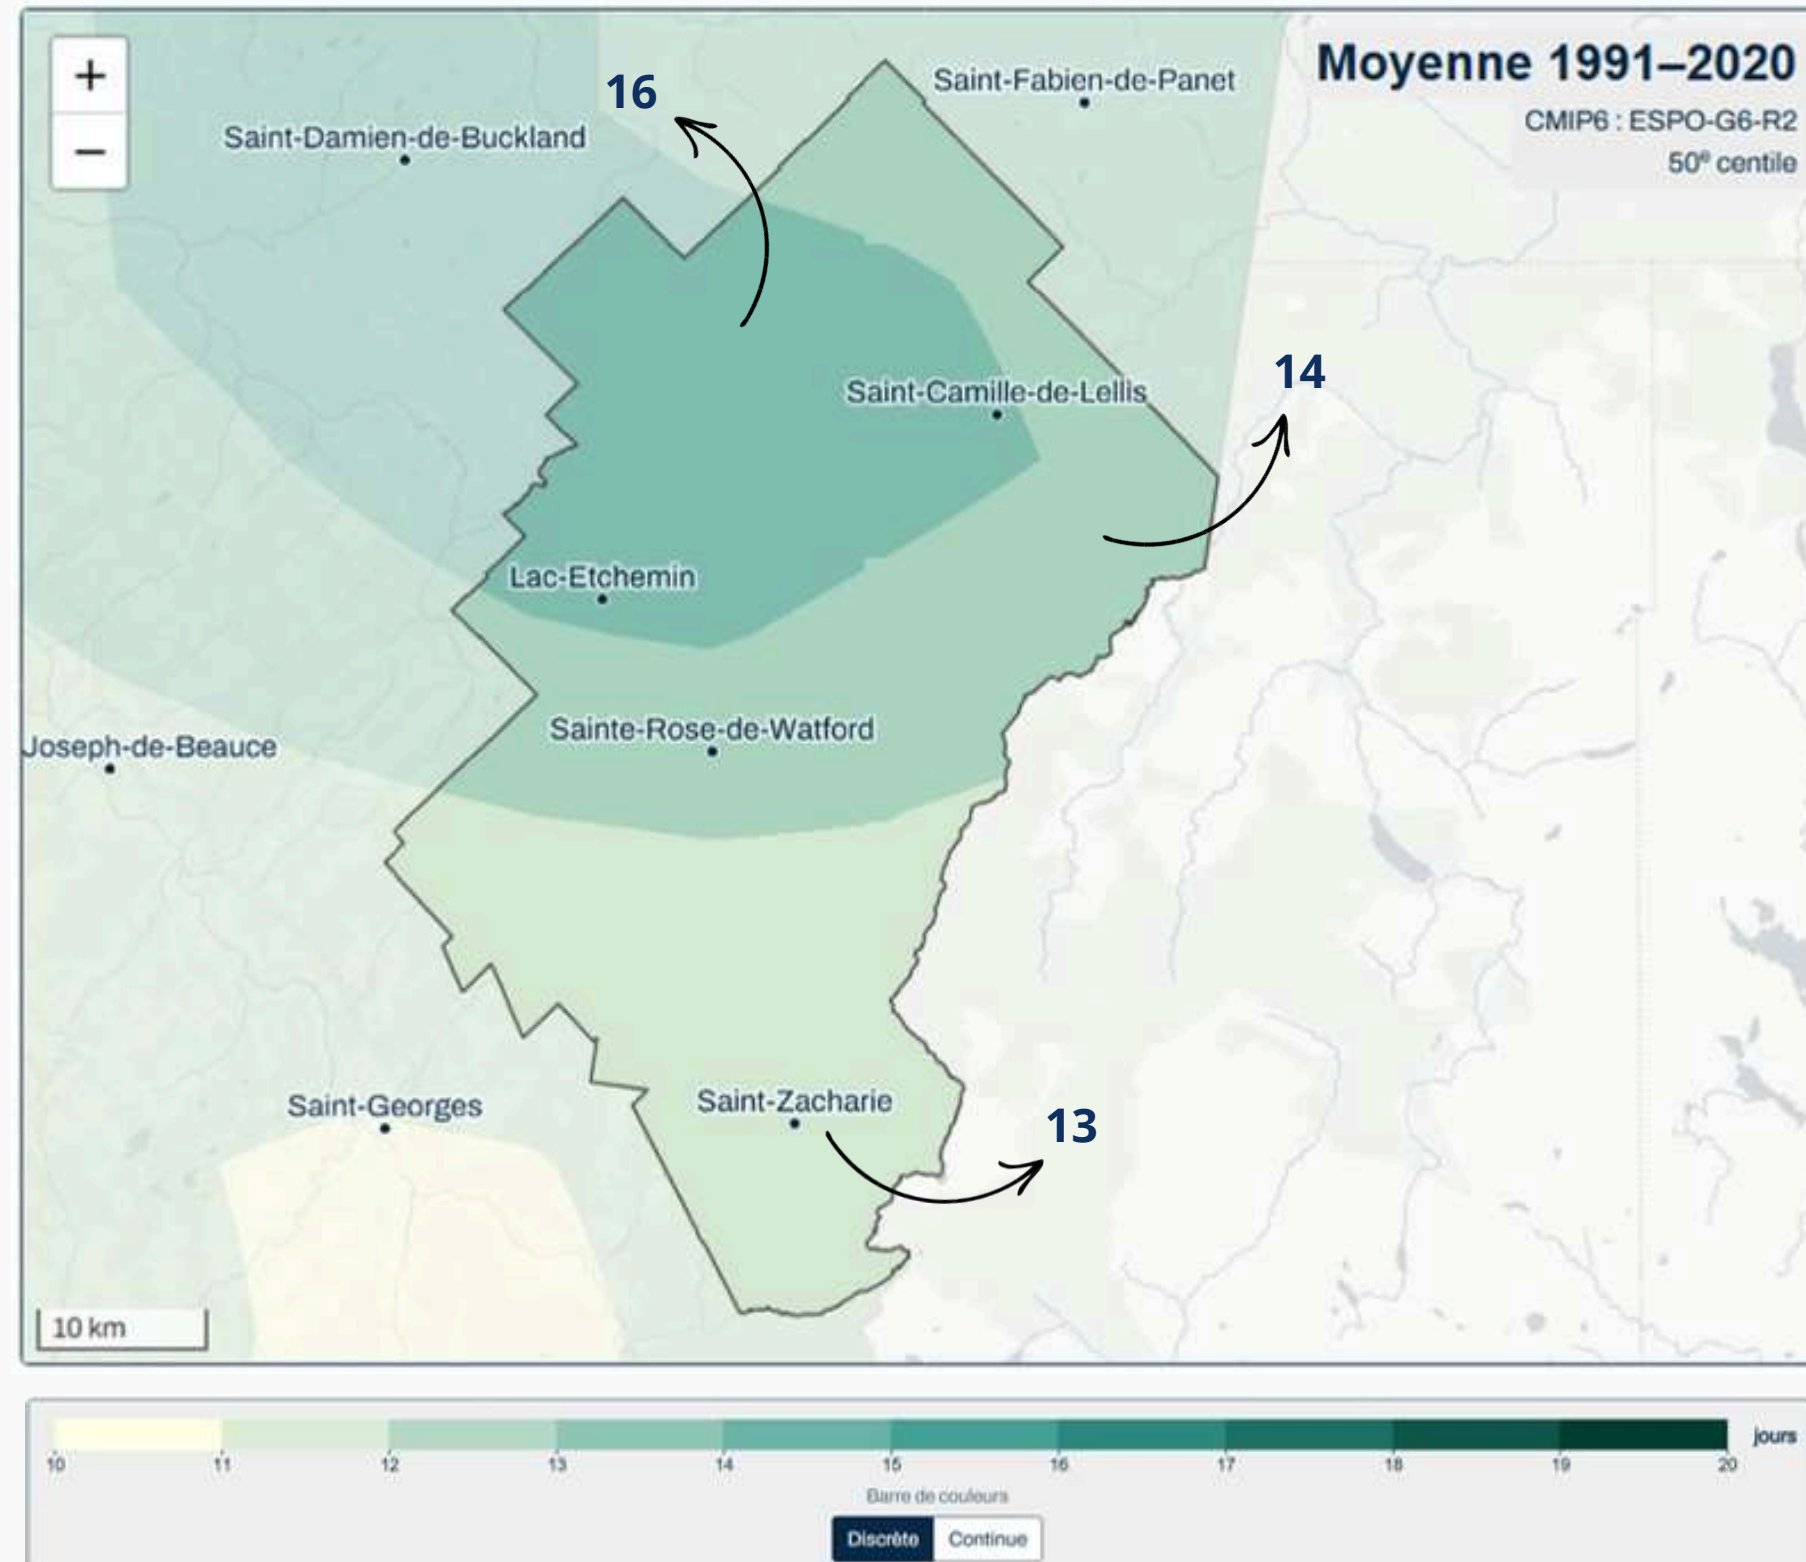 +
−
Moyenne 1991–2020
CMIP6 : ESPO-G6-R2
50ᵉ centile
16
Saint-Fabien-de-Panet
Saint-Damien-de-Buckland
14
Saint-Camille-de-Lellis
Lac-Etchemin
Sainte-Rose-de-Watford
Joseph-de-Beauce
Saint-Georges
Saint-Zacharie
13
10 km
10 11 12 13 14 15 16 17 18 19 20 jours
Barre de couleurs
Discrète Continue